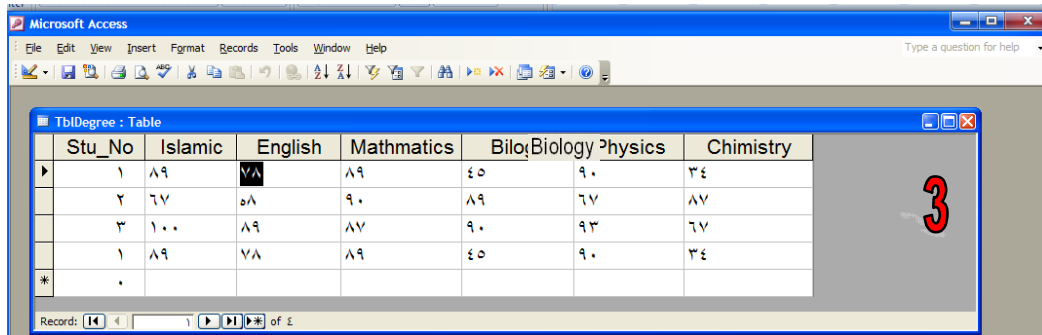 Microsoft Access
File Edit View Insert Format Records Tools Window Help Type a question for help
TblDegree : Table
Stu_No Islamic English Mathmatics Bilog Biology Physics Chimistry
١ ٨٩ ٧٨ ٨٩ ٤٥ ٩٠ ٣٤
٢ ٦٧ ٥٨ ٩٠ ٨٩ ٦٧ ٨٧
٣ ١٠٠ ٨٩ ٨٧ ٩٠ ٩٣ ٦٧
١ ٨٩ ٧٨ ٨٩ ٤٥ ٩٠ ٣٤
٠
3
Record: ١ of ٤